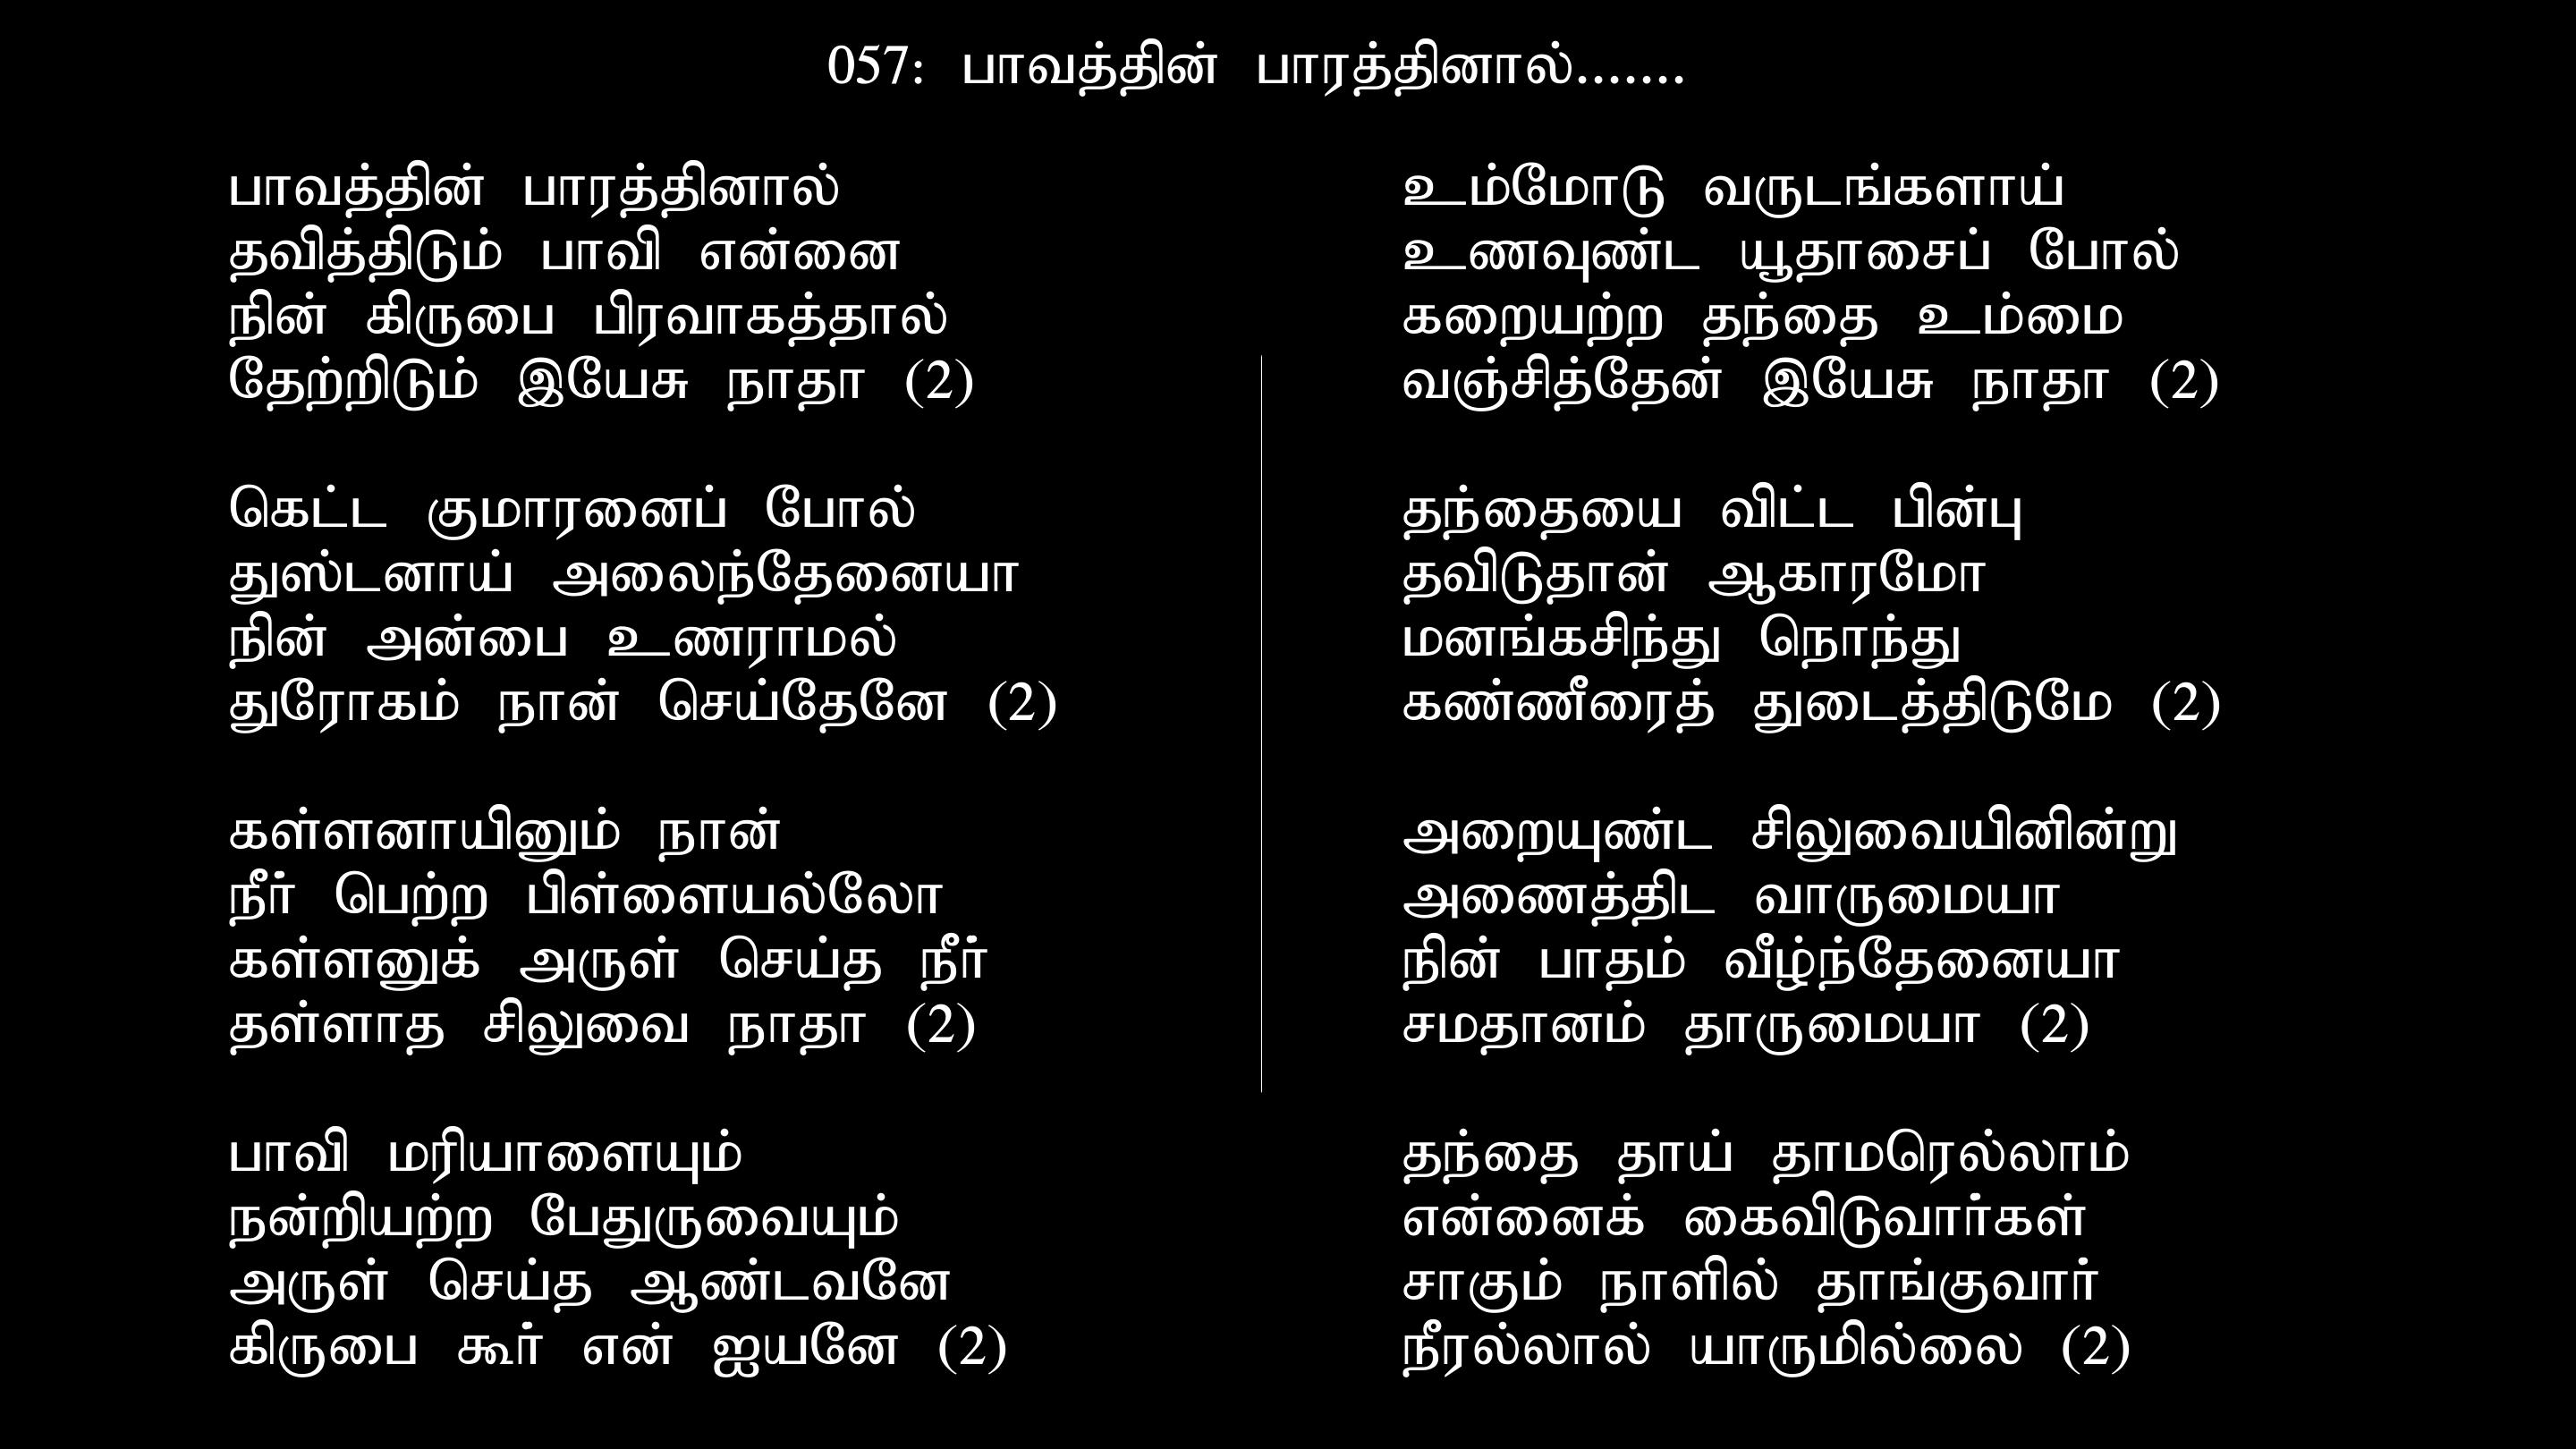 057: பாவத்தின் பாரத்தினால்.......
பாவத்தின் பாரத்தினால்
தவித்திடும் பாவி என்னை
நின் கிருபை பிரவாகத்தால்
தேற்றிடும் இயேசு நாதா (2)
கெட்ட குமாரனைப் போல்
துஸ்டனாய் அலைந்தேனையா
நின் அன்பை உணராமல்
துரோகம் நான் செய்தேனே (2)
கள்ளனாயினும் நான்
நீர் பெற்ற பிள்ளையல்லோ
கள்ளனுக் அருள் செய்த நீர்
தள்ளாத சிலுவை நாதா (2)
பாவி மரியாளையும்
நன்றியற்ற பேதுருவையும்
அருள் செய்த ஆண்டவனே
கிருபை கூர் என் ஐயனே (2)
உம்மோடு வருடங்களாய்
உணவுண்ட யூதாசைப் போல்
கறையற்ற தந்தை உம்மை
வஞ்சித்தேன் இயேசு நாதா (2)
தந்தையை விட்ட பின்பு
தவிடுதான் ஆகாரமோ
மனங்கசிந்து நொந்து
கண்ணீரைத் துடைத்திடுமே (2)
அறையுண்ட சிலுவையினின்று
அணைத்திட வாருமையா
நின் பாதம் வீழ்ந்தேனையா
சமதானம் தாருமையா (2)
தந்தை தாய் தாமரெல்லாம்
என்னைக் கைவிடுவார்கள்
சாகும் நாளில் தாங்குவார்
நீரல்லால் யாருமில்லை (2)